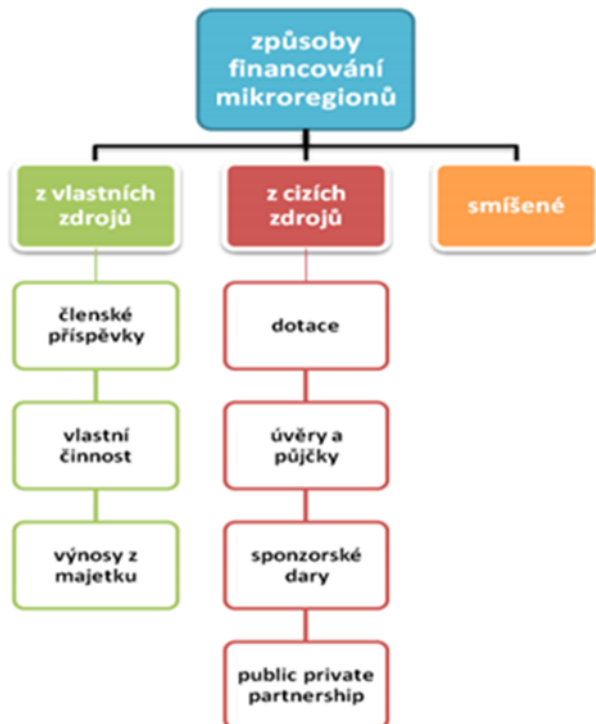 způsoby
financování
mikroregionů
z vlastních
zdrojů
z cizích
zdrojů
smíšené
členské
příspěvky
vlastní
činnost
výnosy z
majetku
dotace
úvěry a
půjčky
sponzorské
dary
public private
partnership